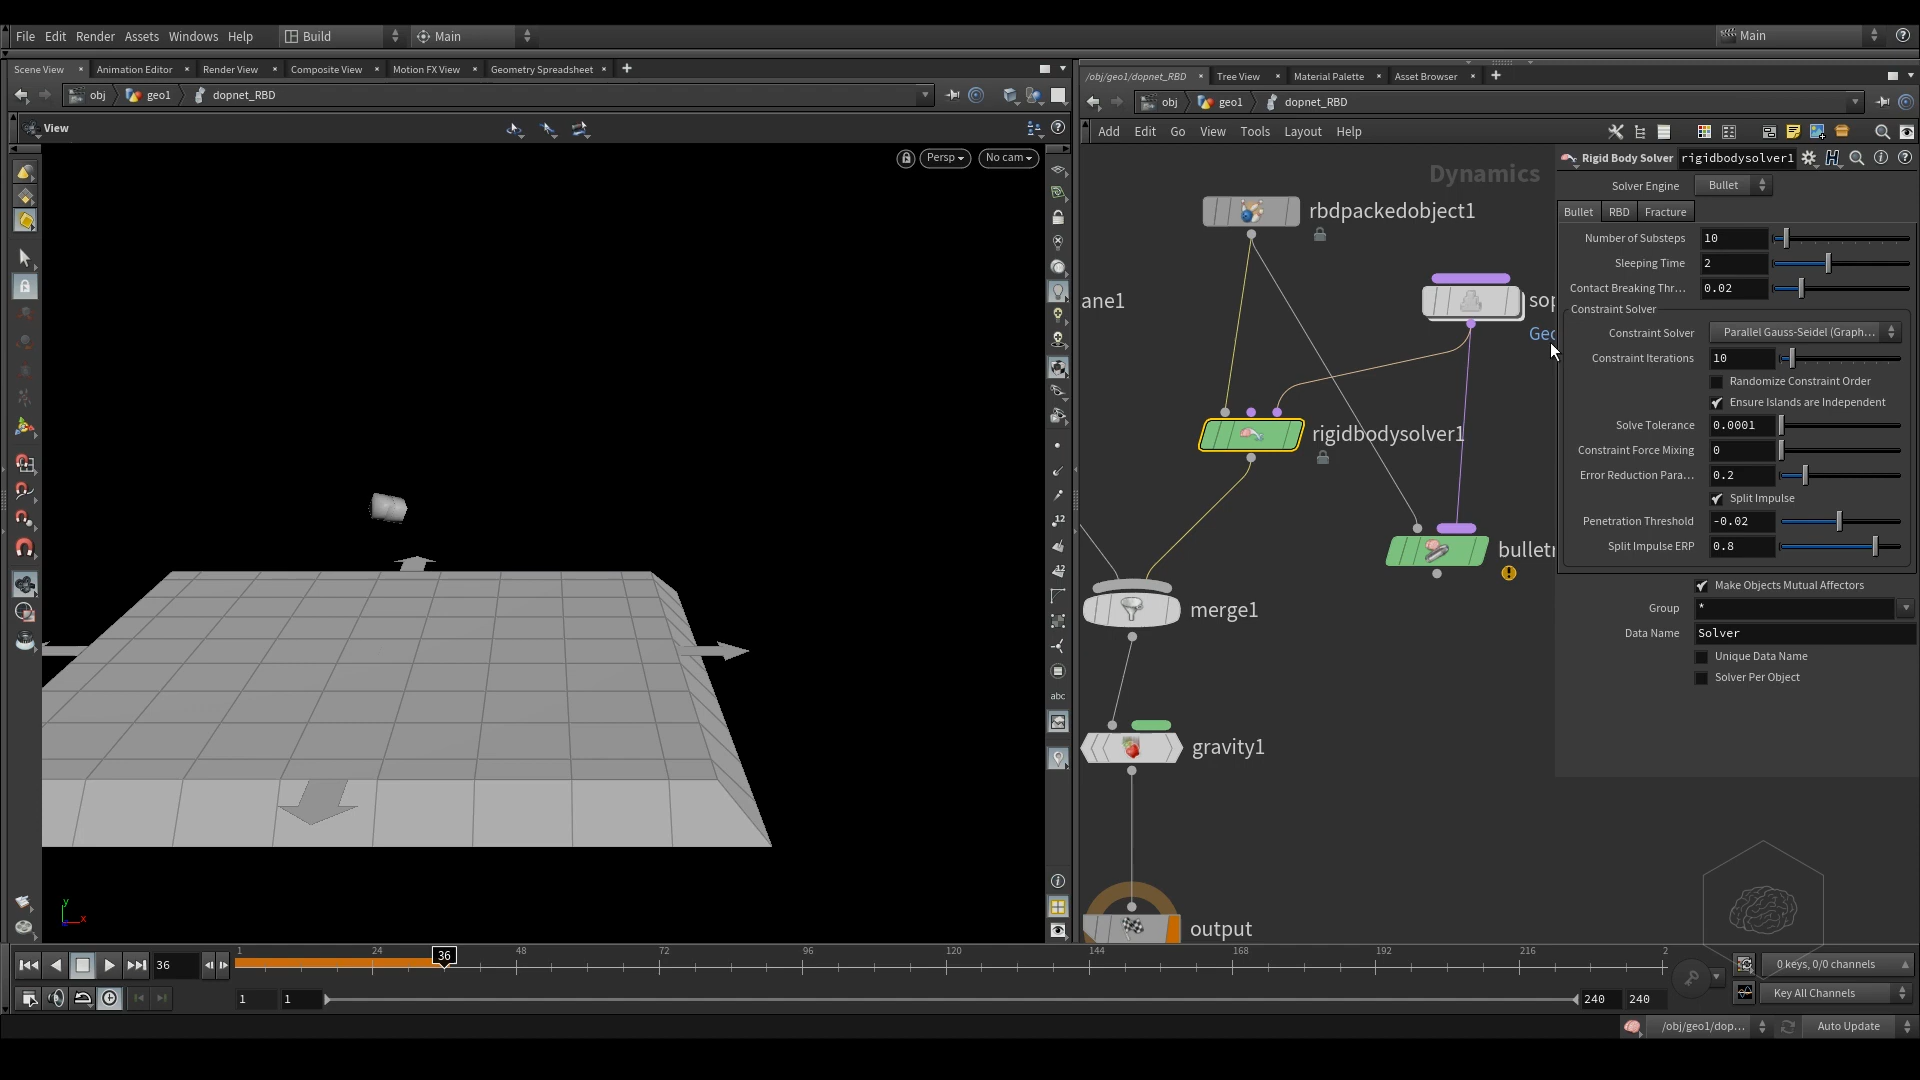 File Edit Render Assets Windows Help Build Main Main
Scene View Animation Editor Render View Composite View Motion FX View Geometry Spreadsheet
/obj/geo1/dopnet_RBD Tree View Material Palette Asset Browser
obj geo1 dopnet_RBD
obj geo1 dopnet_RBD
View
Add Edit Go View Tools Layout Help
Persp No cam
Dynamics
rbdpackedobject1
ane1
sop
Geo
rigidbodysolver1
bulletr
merge1
gravity1
output
Rigid Body Solver rigidbodysolver1
Solver Engine Bullet
Bullet RBD Fracture
Number of Substeps 10
Sleeping Time 2
Contact Breaking Thr... 0.02
Constraint Solver
Constraint Solver Parallel Gauss-Seidel (Graph...
Constraint Iterations 10
Randomize Constraint Order
Ensure Islands are Independent
Solve Tolerance 0.0001
Constraint Force Mixing 0
Error Reduction Para... 0.2
Split Impulse
Penetration Threshold -0.02
Split Impulse ERP 0.8
Make Objects Mutual Affectors
Group *
Data Name Solver
Unique Data Name
Solver Per Object
12
12
abc
y
x
1 24 48 72 96 120 144 168 192 216 2
36 36
0 keys, 0/0 channels
1 1 240 240
Key All Channels
/obj/geo1/dop... Auto Update